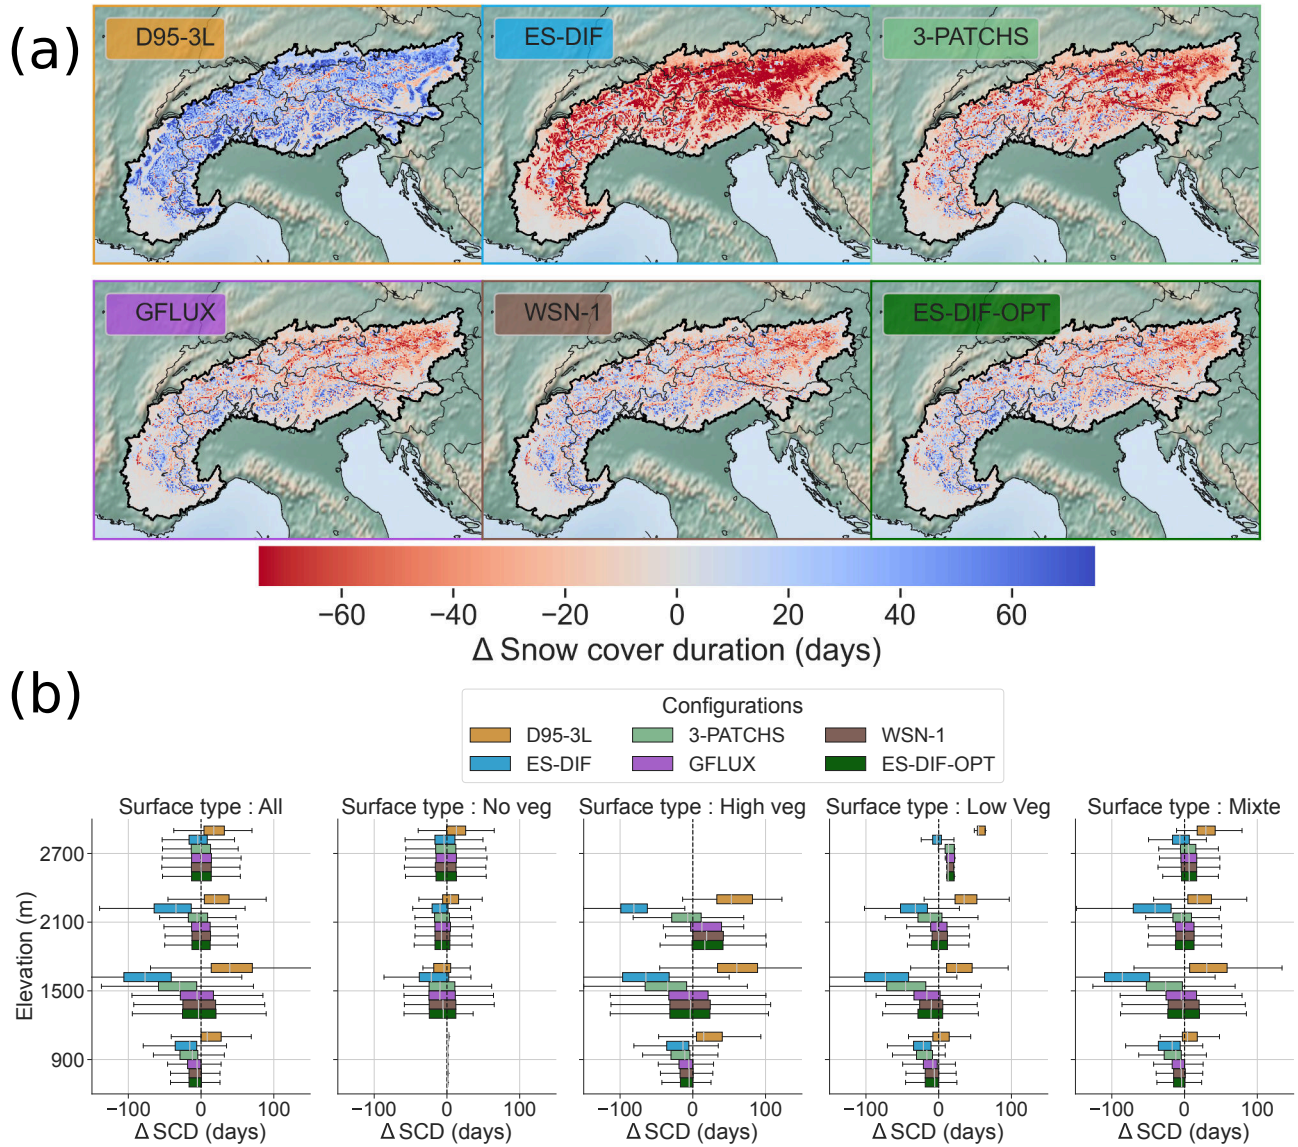 (a)
D95-3L
ES-DIF
3-PATCHS
GFLUX
WSN-1
ES-DIF-OPT
−60 −40 −20 0 20 40 60
Δ Snow cover duration (days)
(b)
Configurations
D95-3L 3-PATCHS WSN-1
ES-DIF GFLUX ES-DIF-OPT
Surface type : All Surface type : No veg Surface type : High veg Surface type : Low Veg Surface type : Mixte
Elevation (m)
2700
2100
1500
900
−100 0 100 −100 0 100 −100 0 100 −100 0 100 −100 0 100
Δ SCD (days) Δ SCD (days) Δ SCD (days) Δ SCD (days) Δ SCD (days)